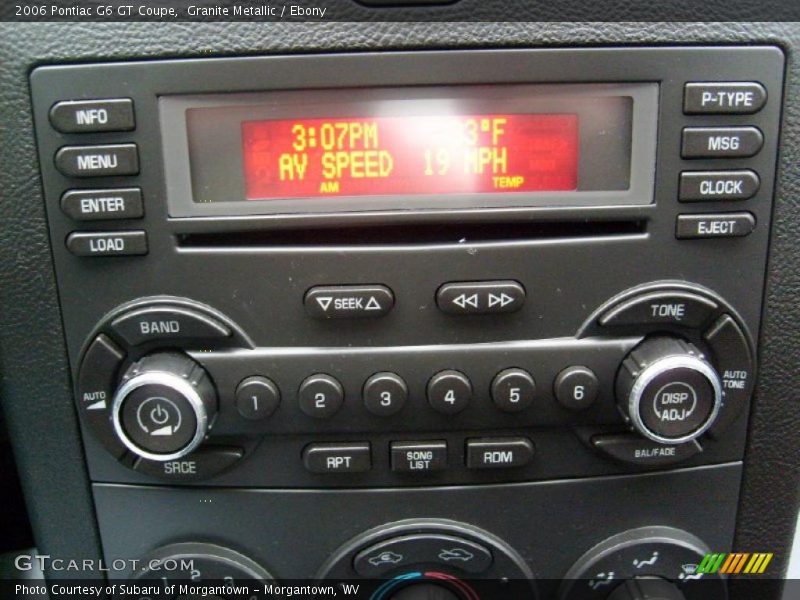 2006 Pontiac G6 GT Coupe, Granite Metallic / Ebony
INFO
MENU
ENTER
LOAD
3:07PM 3°F
AV SPEED 19 MPH
AM TEMP
P-TYPE
MSG
CLOCK
EJECT
SEEK
BAND
TONE
AUTO
AUTO TONE
1 2 3 4 5 6
DISP
ADJ
SRCE
RPT
SONG LIST
RDM
BAL/FADE
2
GTCARLOT.COM
Photo Courtesy of Subaru of Morgantown - Morgantown, WV